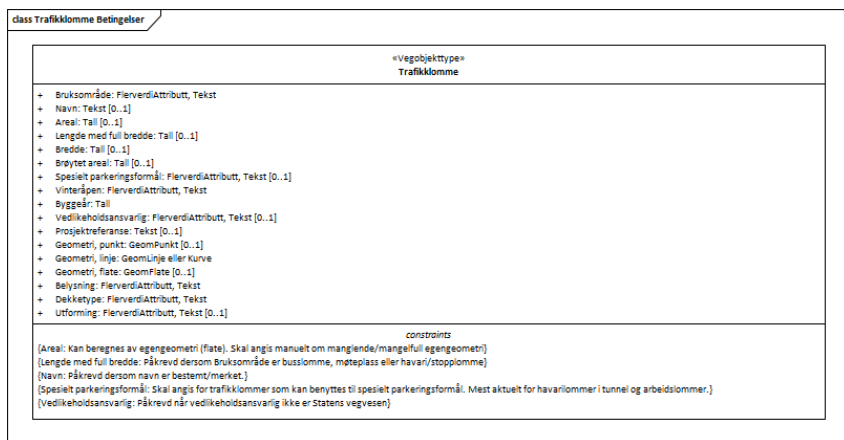 class Trafikklomme Betingelser
«Vegobjekttype»
Trafikklomme
+ Bruksområde: FlerverdiAttributt, Tekst
+ Navn: Tekst [0..1]
+ Areal: Tall [0..1]
+ Lengde med full bredde: Tall [0..1]
+ Bredde: Tall [0..1]
+ Brøytet areal: Tall [0..1]
+ Spesielt parkeringsformål: FlerverdiAttributt, Tekst [0..1]
+ Vinteråpen: FlerverdiAttributt, Tekst
+ Byggeår: Tall
+ Vedlikeholdsansvarlig: FlerverdiAttributt, Tekst [0..1]
+ Prosjektreferanse: Tekst [0..1]
+ Geometri, punkt: GeomPunkt [0..1]
+ Geometri, linje: GeomLinje eller Kurve
+ Geometri, flate: GeomFlate [0..1]
+ Belysning: FlerverdiAttributt, Tekst
+ Dekketype: FlerverdiAttributt, Tekst
+ Utforming: FlerverdiAttributt, Tekst [0..1]
constraints
{Areal: Kan beregnes av egengeometri (flate). Skal angis manuelt om manglende/mangelfull egengeometri}
{Lengde med full bredde: Påkrevd dersom Bruksområde er busslomme, møteplass eller havari/stopplomme}
{Navn: Påkrevd dersom navn er bestemt/merket.}
{Spesielt parkeringsformål: Skal angis for trafikklommer som kan benyttes til spesielt parkeringsformål. Mest aktuelt for havarilommer i tunnel og arbeidslommer.}
{Vedlikeholdsansvarlig: Påkrevd når vedlikeholdsansvarlig ikke er Statens vegvesen}